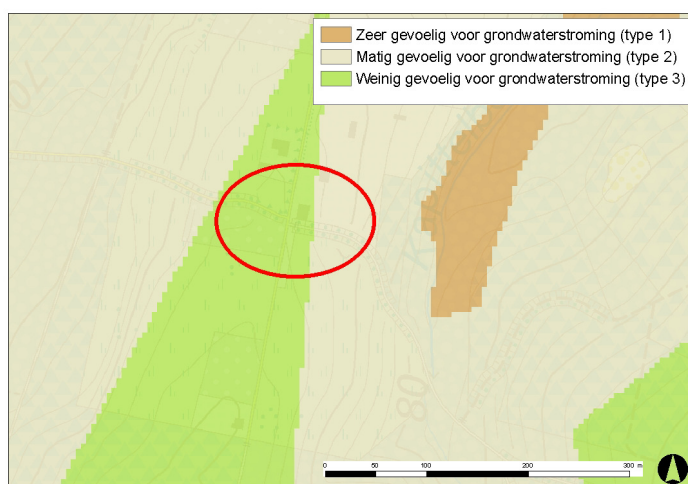 Zeer gevoelig voor grondwaterstroming (type 1)
Matig gevoelig voor grondwaterstroming (type 2)
Weinig gevoelig voor grondwaterstroming (type 3)
70
80
0 50 100 200 300 m